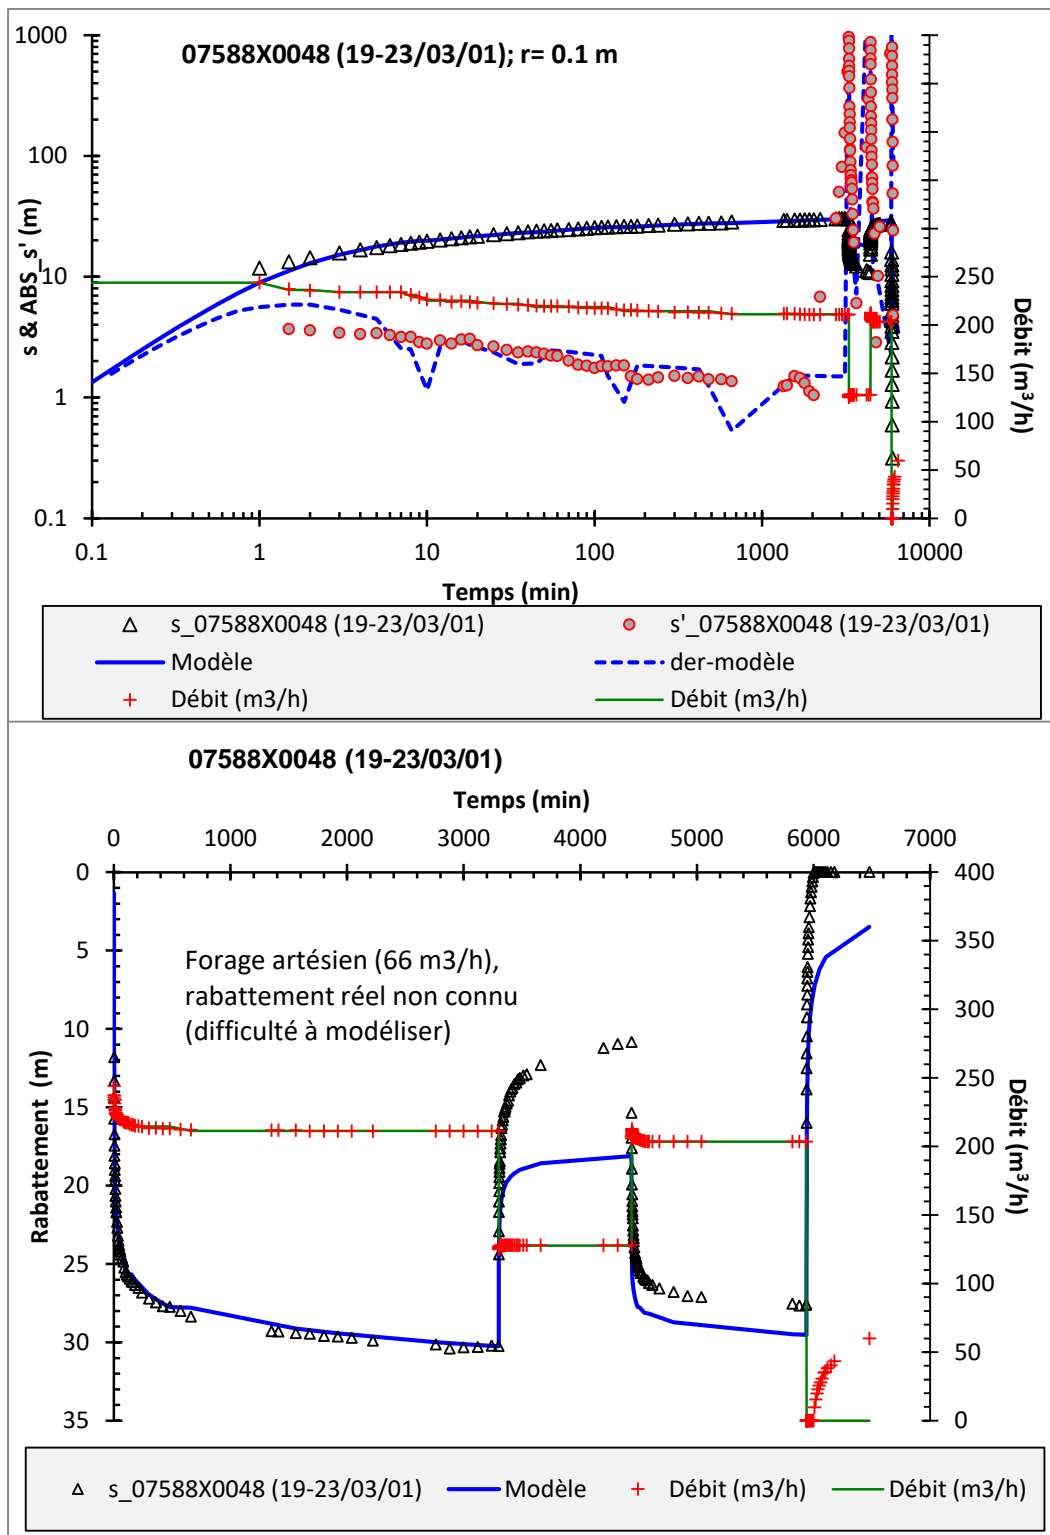 07588X0048 (19-23/03/01); r= 0.1 m
1000
100
10
1
0.1
s & ABS_s' (m)
250
200
150
100
50
0
Débit (m³/h)
0.1 1 10 100 1000 10000
Temps (min)
s_07588X0048 (19-23/03/01) s'_07588X0048 (19-23/03/01)
Modèle der-modèle
Débit (m3/h) Débit (m3/h)
07588X0048 (19-23/03/01)
Temps (min)
0 1000 2000 3000 4000 5000 6000 7000
0
5
10
15
20
25
30
35
Rabattement (m)
Forage artésien (66 m3/h),
rabattement réel non connu
(difficulté à modéliser)
400
350
300
250
200
150
100
50
0
Débit (m³/h)
s_07588X0048 (19-23/03/01) Modèle Débit (m3/h) Débit (m3/h)